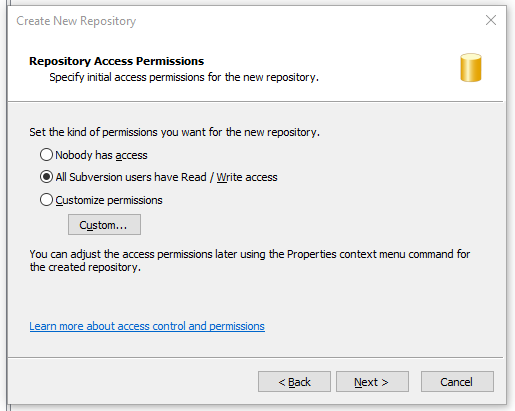 Create New Repository
Repository Access Permissions
Specify initial access permissions for the new repository.
Set the kind of permissions you want for the new repository.
Nobody has access
All Subversion users have Read / Write access
Customize permissions
Custom...
You can adjust the access permissions later using the Properties context menu command for
the created repository.
Learn more about access control and permissions
< Back
Next >
Cancel